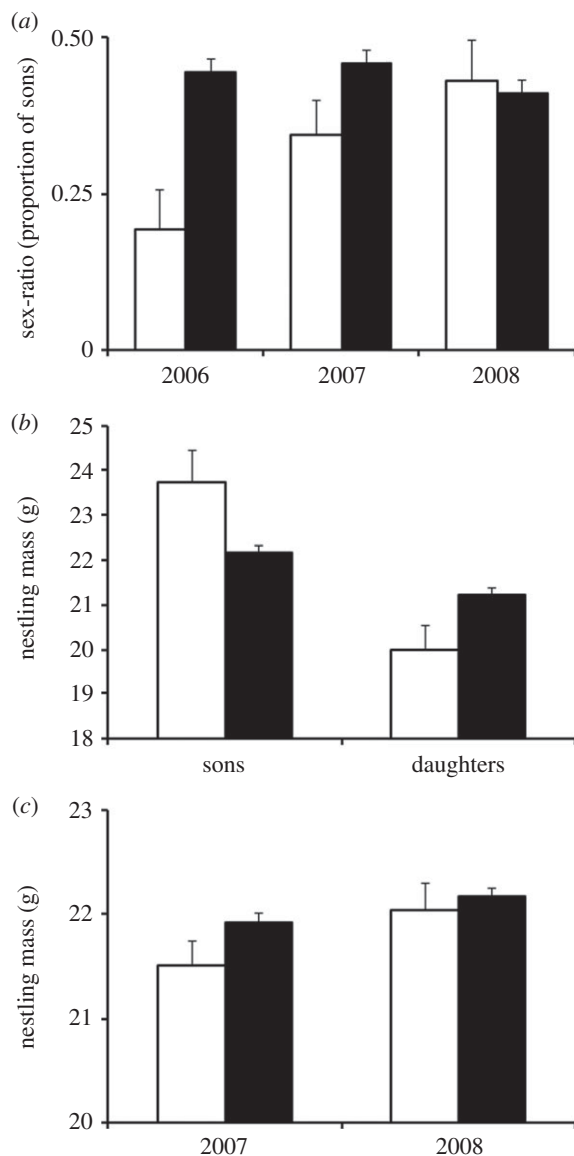 (a)
0.50
0.25
0
sex-ratio (proportion of sons)
2006 2007 2008
(b)
25
24
23
22
21
20
19
18
nestling mass (g)
sons daughters
(c)
23
22
21
20
nestling mass (g)
2007 2008